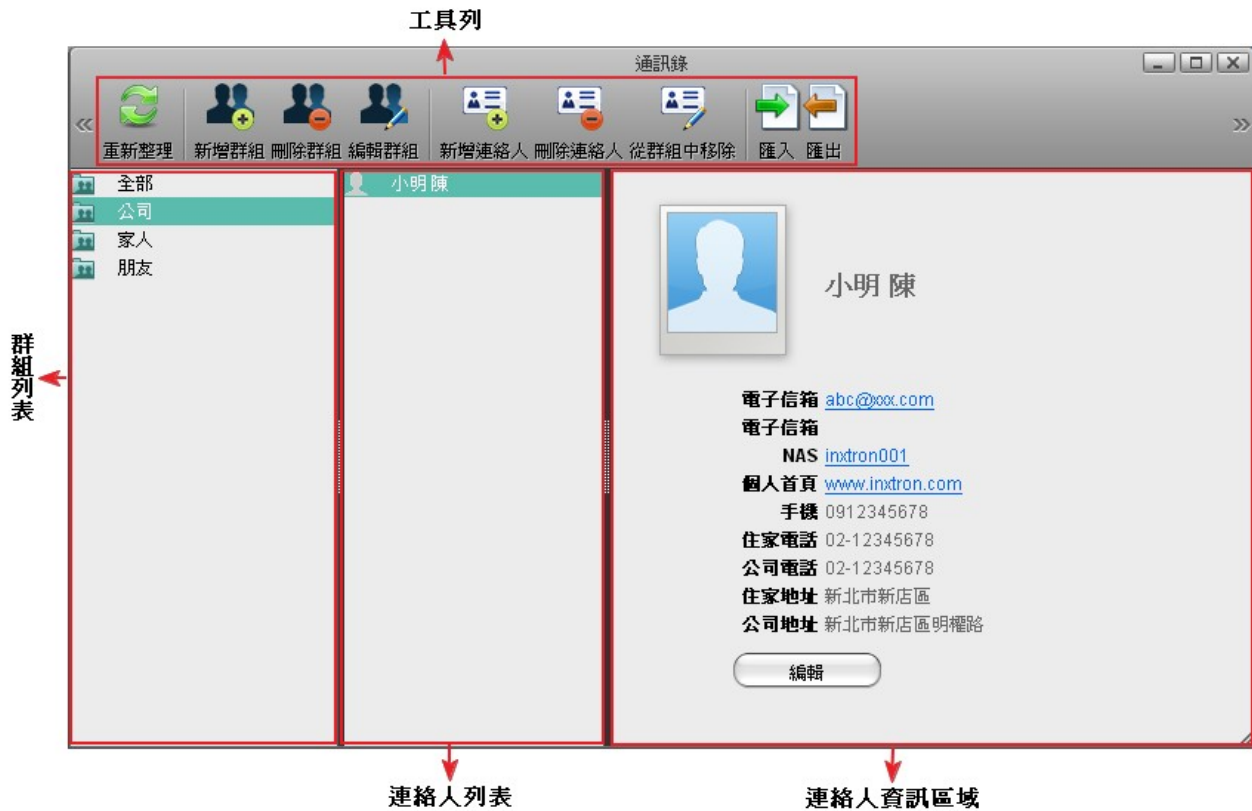 工具列
通訊錄
重新整理 新增群組 刪除群組 編輯群組 新增連絡人 刪除連絡人 從群組中移除 匯入 匯出
全部
公司
家人
朋友
小明 陳
小明 陳
電子信箱 abc@xxx.com
電子信箱
NAS inxtron001
個人首頁 www.inxtron.com
手機 0912345678
住家電話 02-12345678
公司電話 02-12345678
住家地址 新北市新店區
公司地址 新北市新店區明權路
編輯
群組列表
連絡人列表
連絡人資訊區域